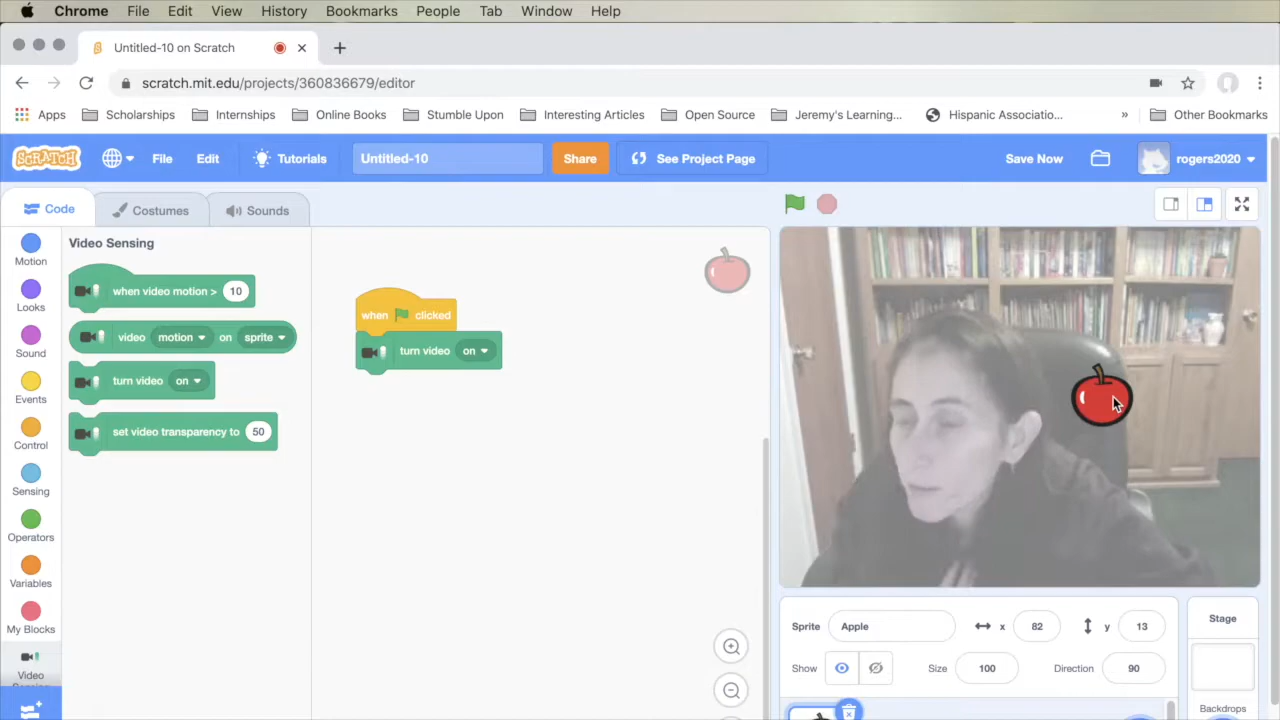 Chrome File Edit View History Bookmarks People Tab Window Help
Untitled-10 on Scratch
scratch.mit.edu/projects/360836679/editor
Apps Scholarships Internships Online Books Stumble Upon Interesting Articles Open Source Jeremy's Learning... Hispanic Associatio... » Other Bookmarks
SCRATCH File Edit Tutorials Untitled-10 Share See Project Page Save Now rogers2020
Code Costumes Sounds
Motion
Looks
Sound
Events
Control
Sensing
Operators
Variables
My Blocks
Video
Video Sensing
when video motion > 10
video motion on sprite
turn video on
set video transparency to 50
when clicked
turn video on
Sprite Apple x 82 y 13
Show Size 100 Direction 90
Stage
Backdrops